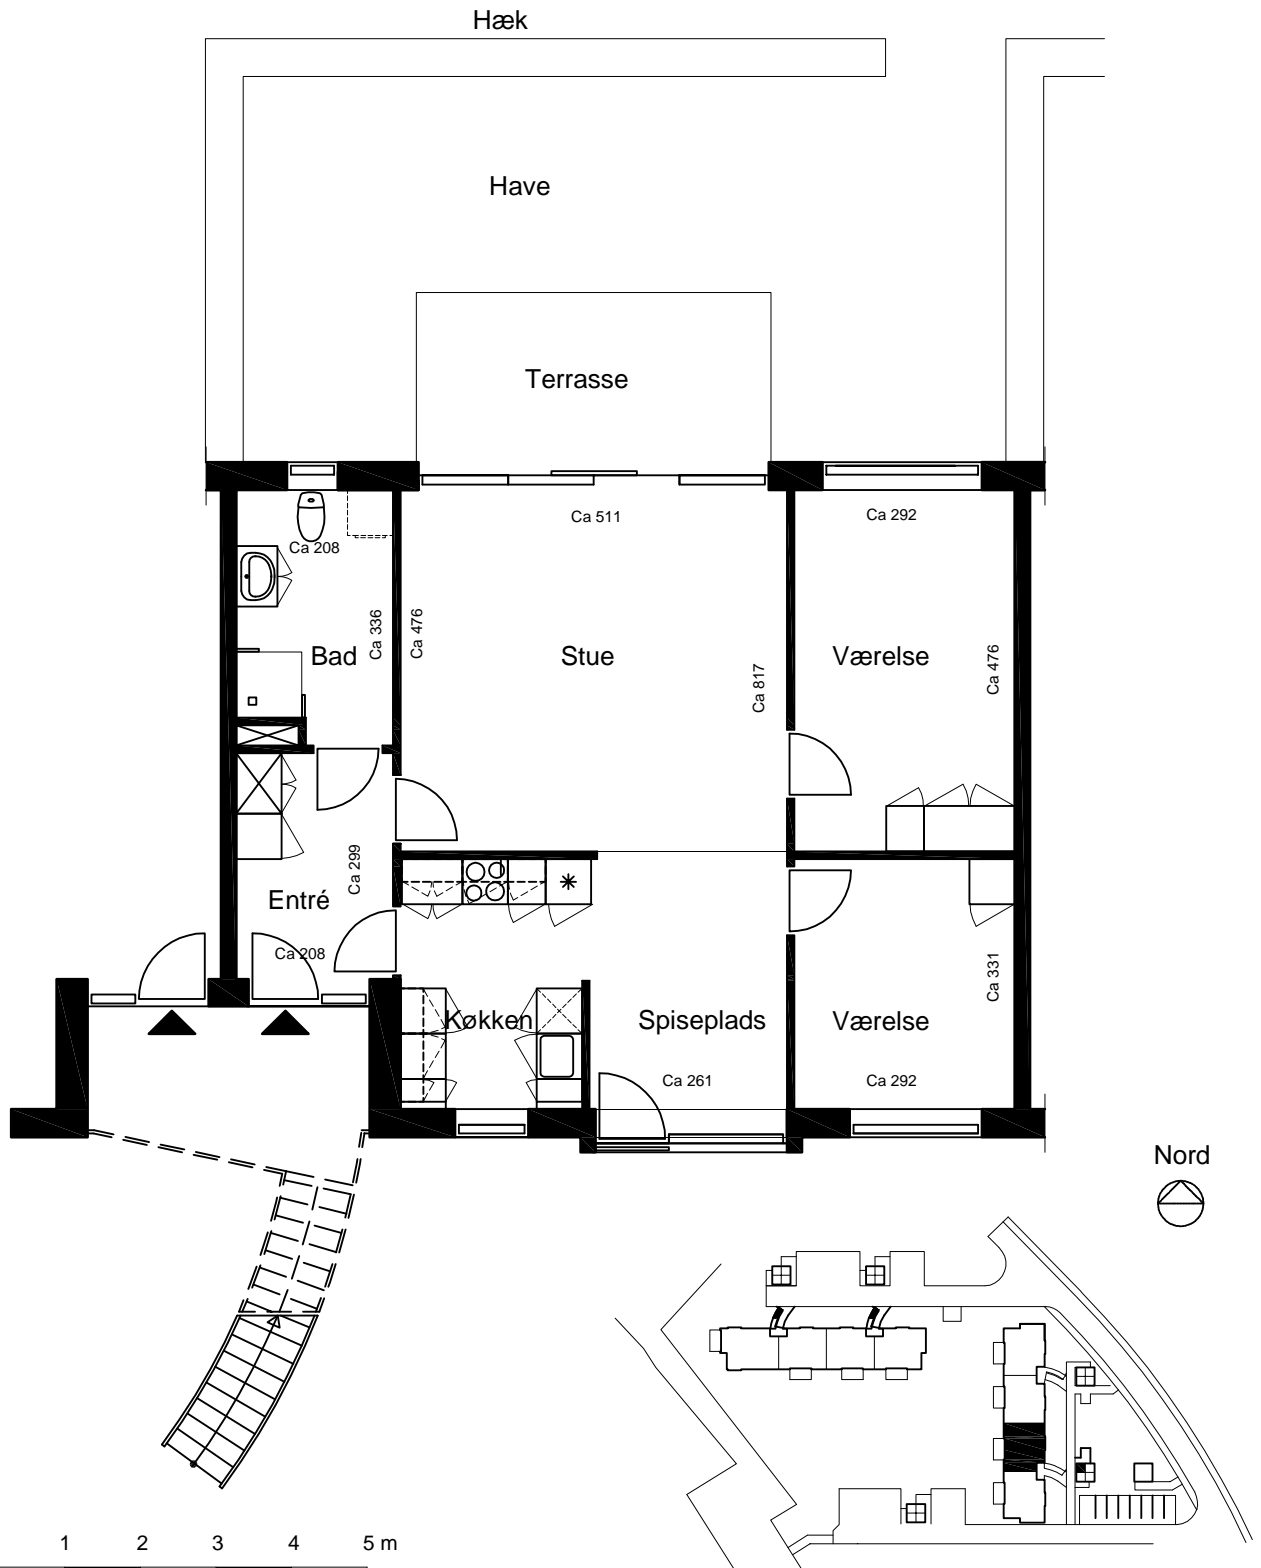 Hæk
Have
Terrasse
Ca 511
Ca 292
Ca 208
Ca 336
Ca 476
Bad
Stue
Værelse
Ca 476
Ca 817
Ca 299
Entré
Ca 208
Ca 331
Køkken
Spiseplads
Værelse
Ca 261
Ca 292
Nord
1 2 3 4 5 m